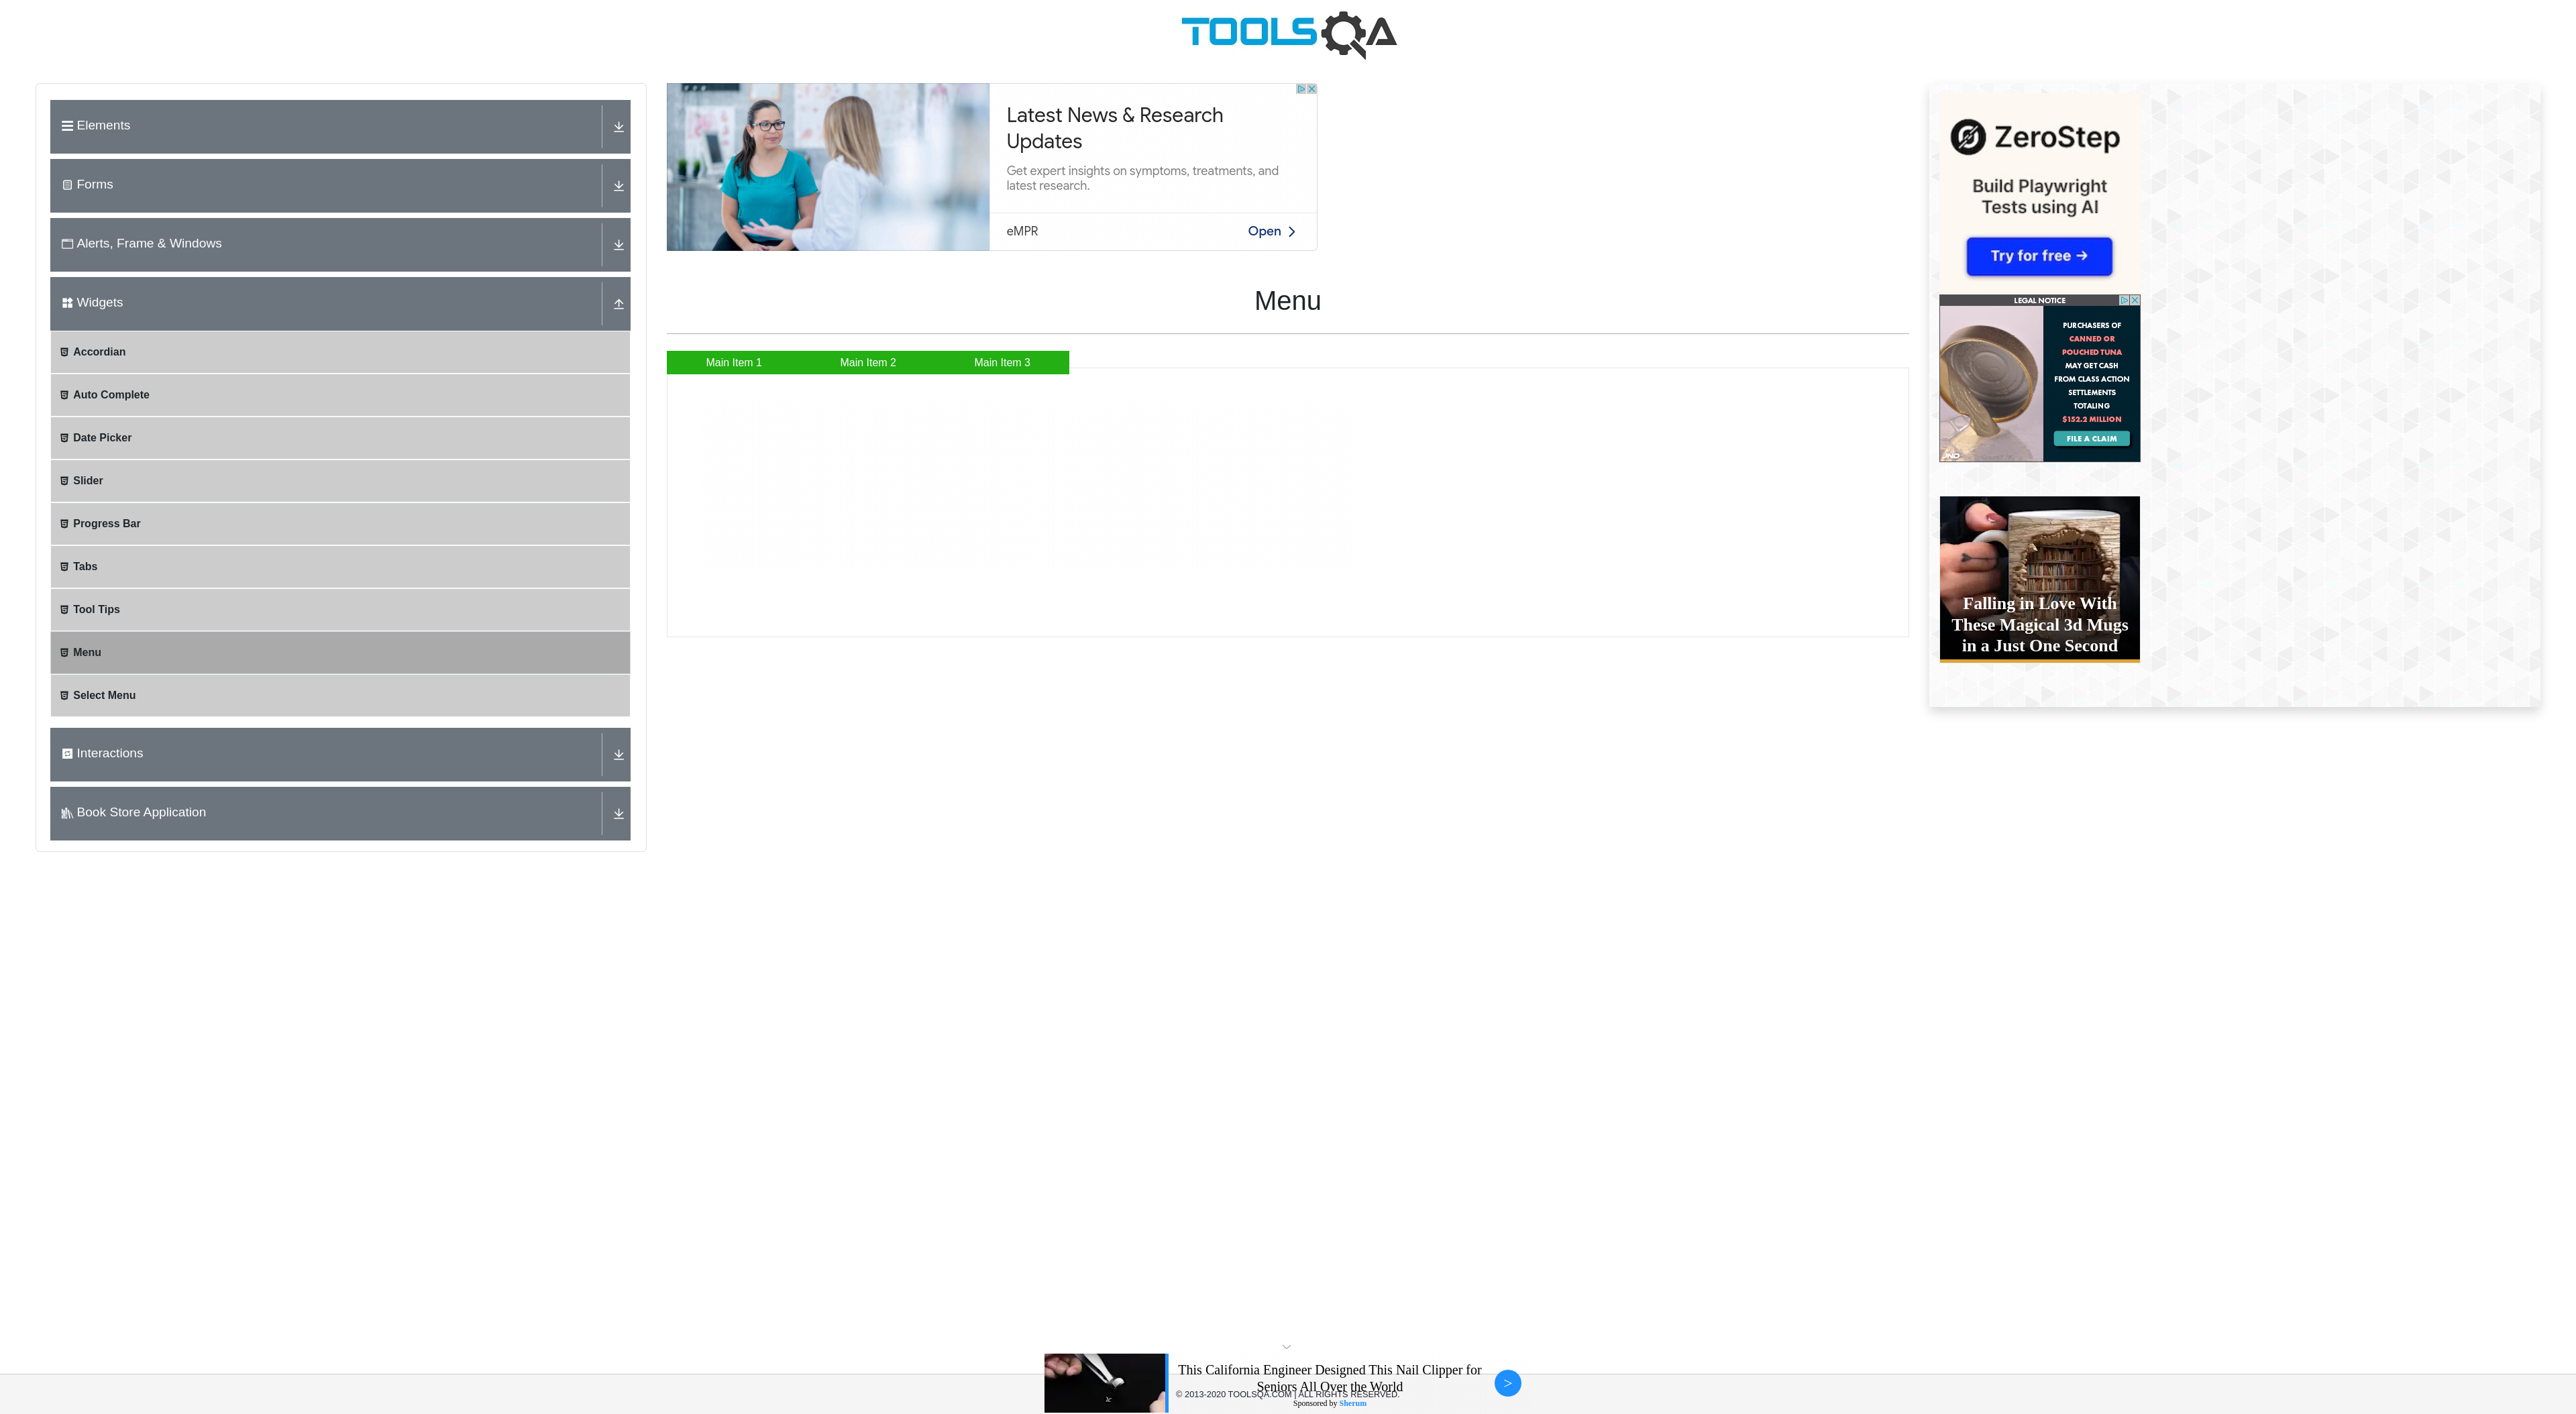 TOOLSQA
Elements
Forms
Alerts, Frame & Windows
Widgets
Accordian
Auto Complete
Date Picker
Slider
Progress Bar
Tabs
Tool Tips
Menu
Select Menu
Interactions
Book Store Application
Latest News & Research
Updates
Get expert insights on symptoms, treatments, and
latest research.
eMPR
Open
Menu
Main Item 1 Main Item 2 Main Item 3
ZeroStep
Build Playwright
Tests using AI
Try for free →
LEGAL NOTICE
PURCHASERS OF
CANNED OR
POUCHED TUNA
MAY GET CASH
FROM CLASS ACTION
SETTLEMENTS
TOTALING
$152.2 MILLION
FILE A CLAIM
JND
Falling in Love With
These Magical 3d Mugs
in a Just One Second
This California Engineer Designed This Nail Clipper for
Seniors All Over the World
>
© 2013-2020 TOOLSQA.COM | ALL RIGHTS RESERVED.
Sponsored by Sherum